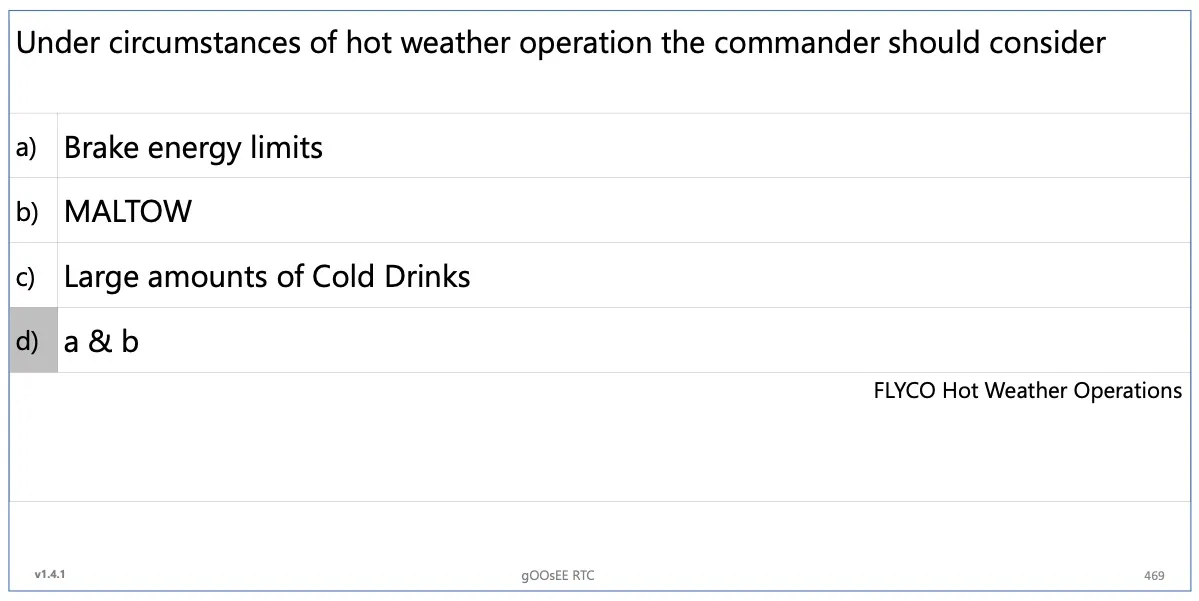 Under circumstances of hot weather operation the commander should consider
a) Brake energy limits
b) MALTOW
c) Large amounts of Cold Drinks
d) a & b
FLYCO Hot Weather Operations
v1.4.1 gOOsEE RTC 469